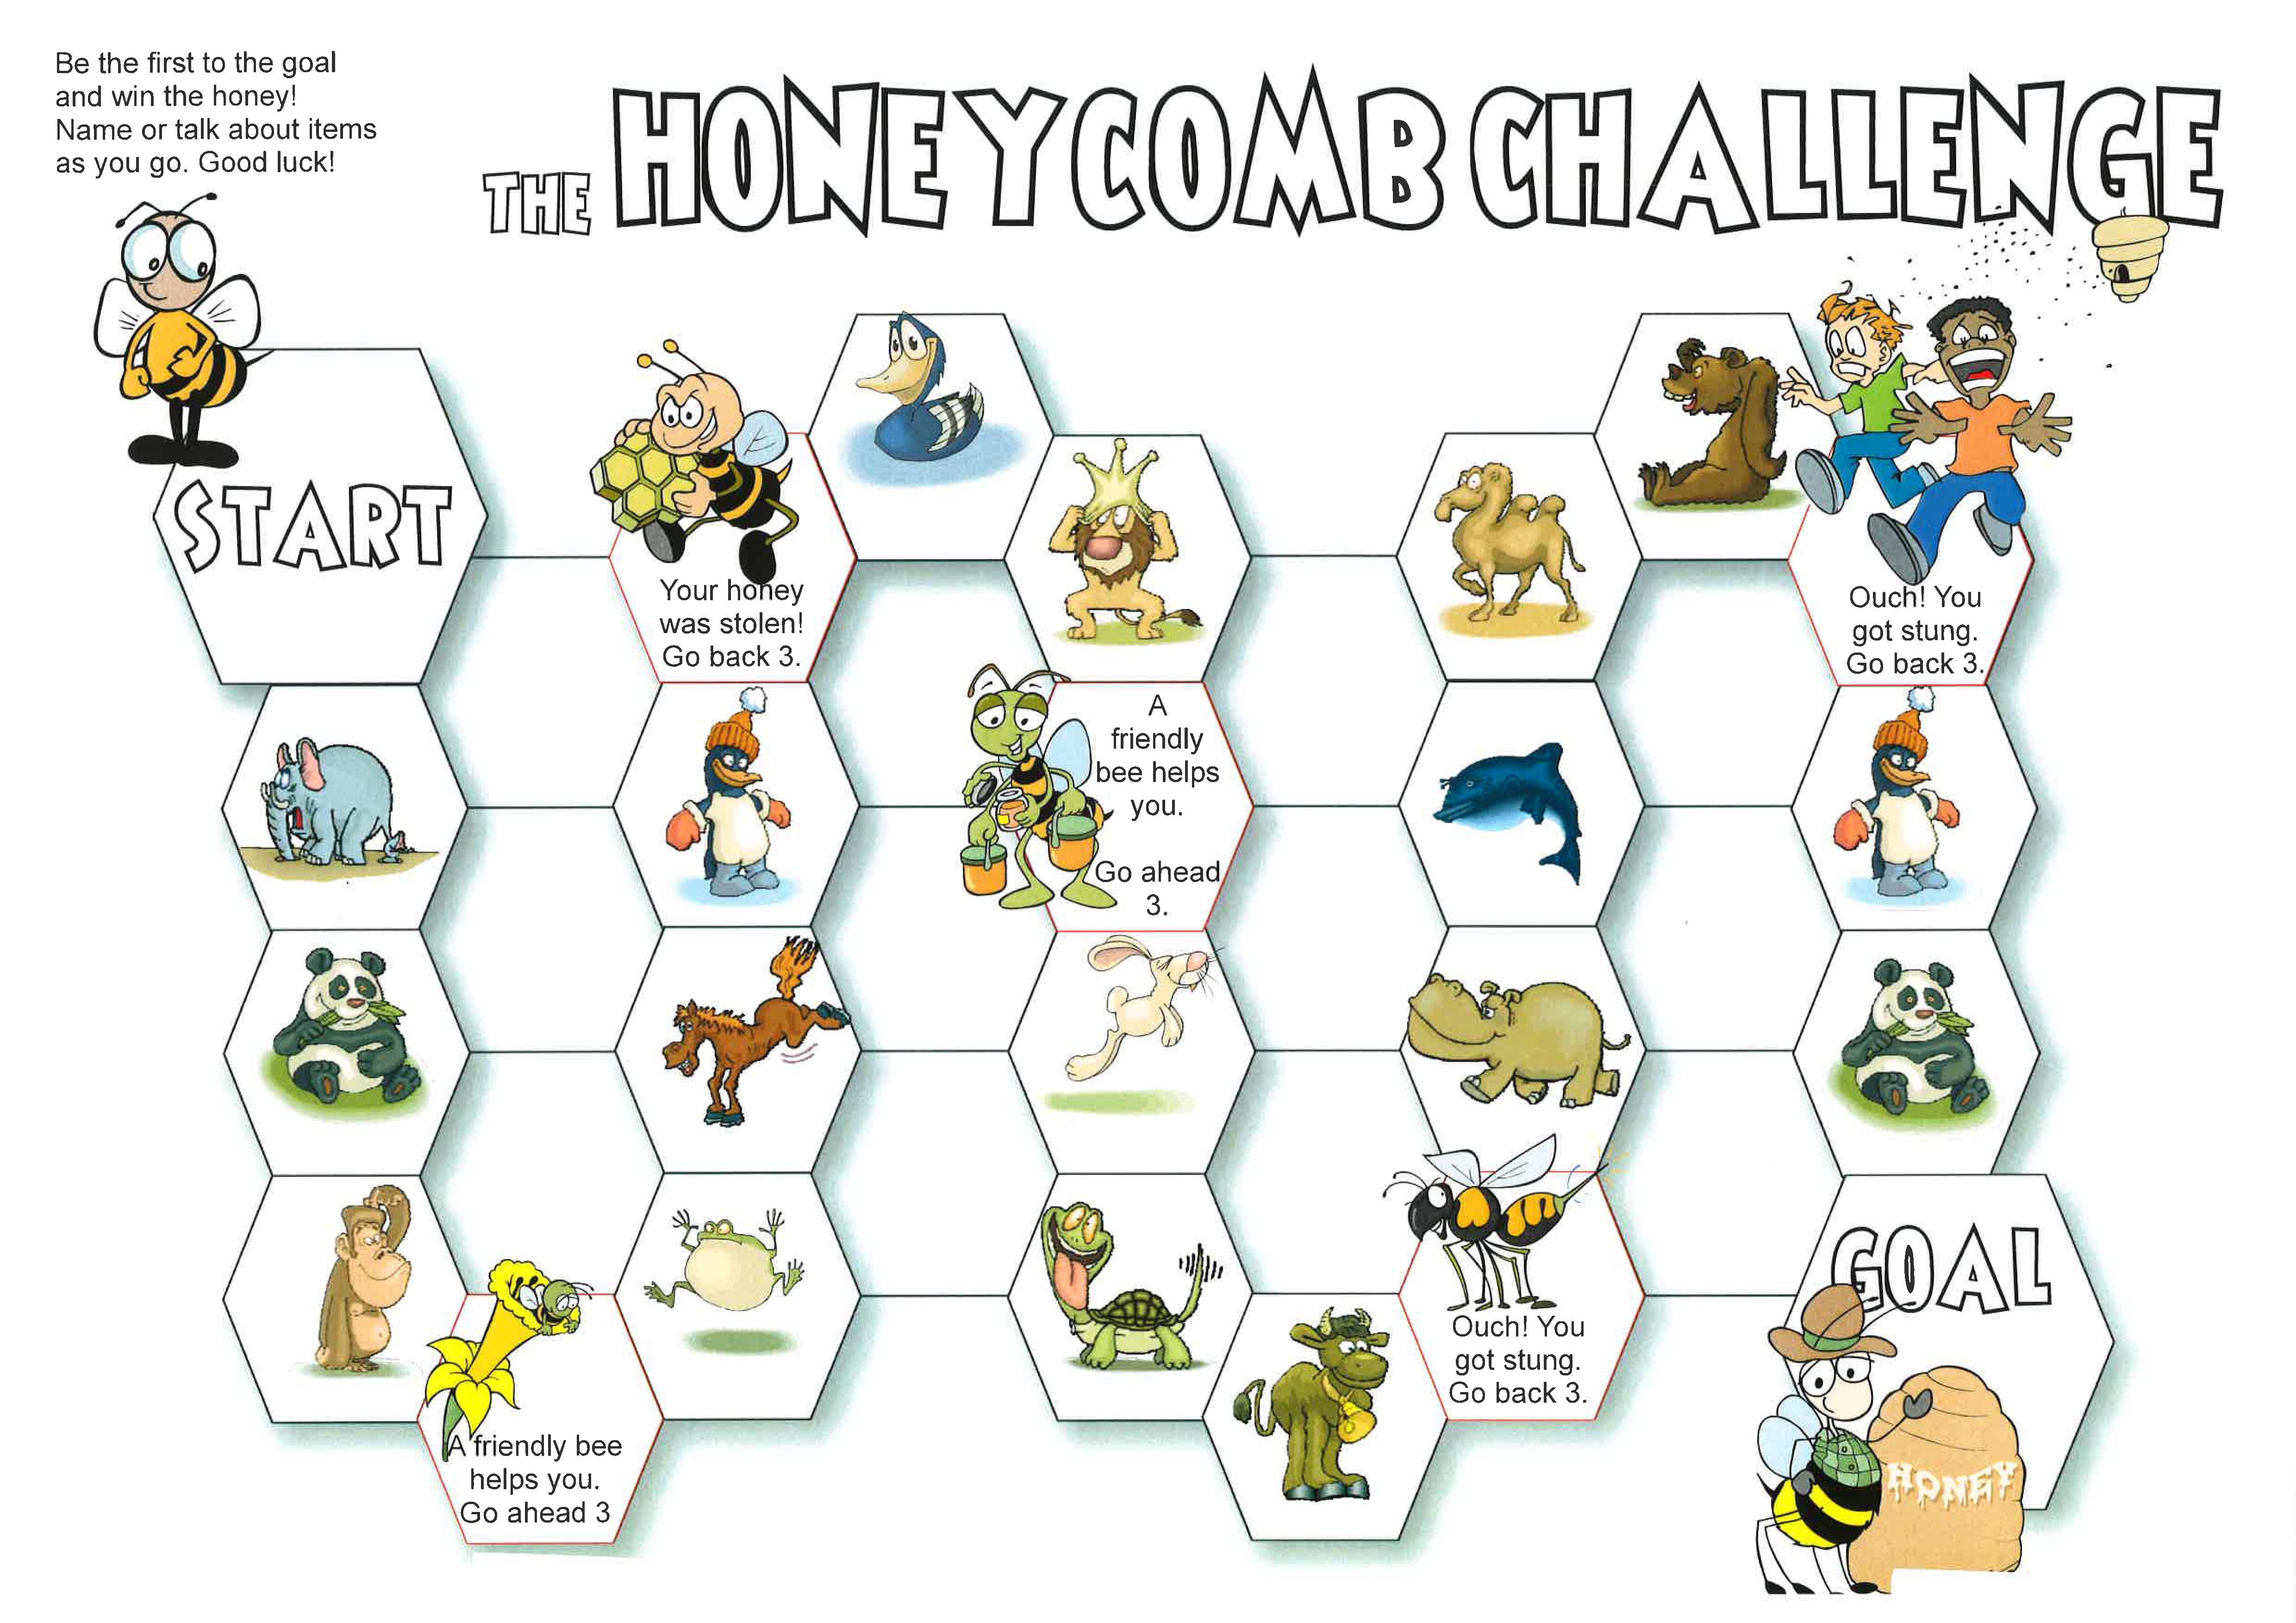 Be the first to the goal
and win the honey!
Name or talk about items
as you go. Good luck!
THE HONEYCOMB CHALLENGE
START
Your honey
was stolen!
Go back 3.
Ouch! You
got stung.
Go back 3.
A
friendly
bee helps
you.
Go ahead
3.
A friendly bee
helps you.
Go ahead 3
Ouch! You
got stung.
Go back 3.
GOAL
HONEY